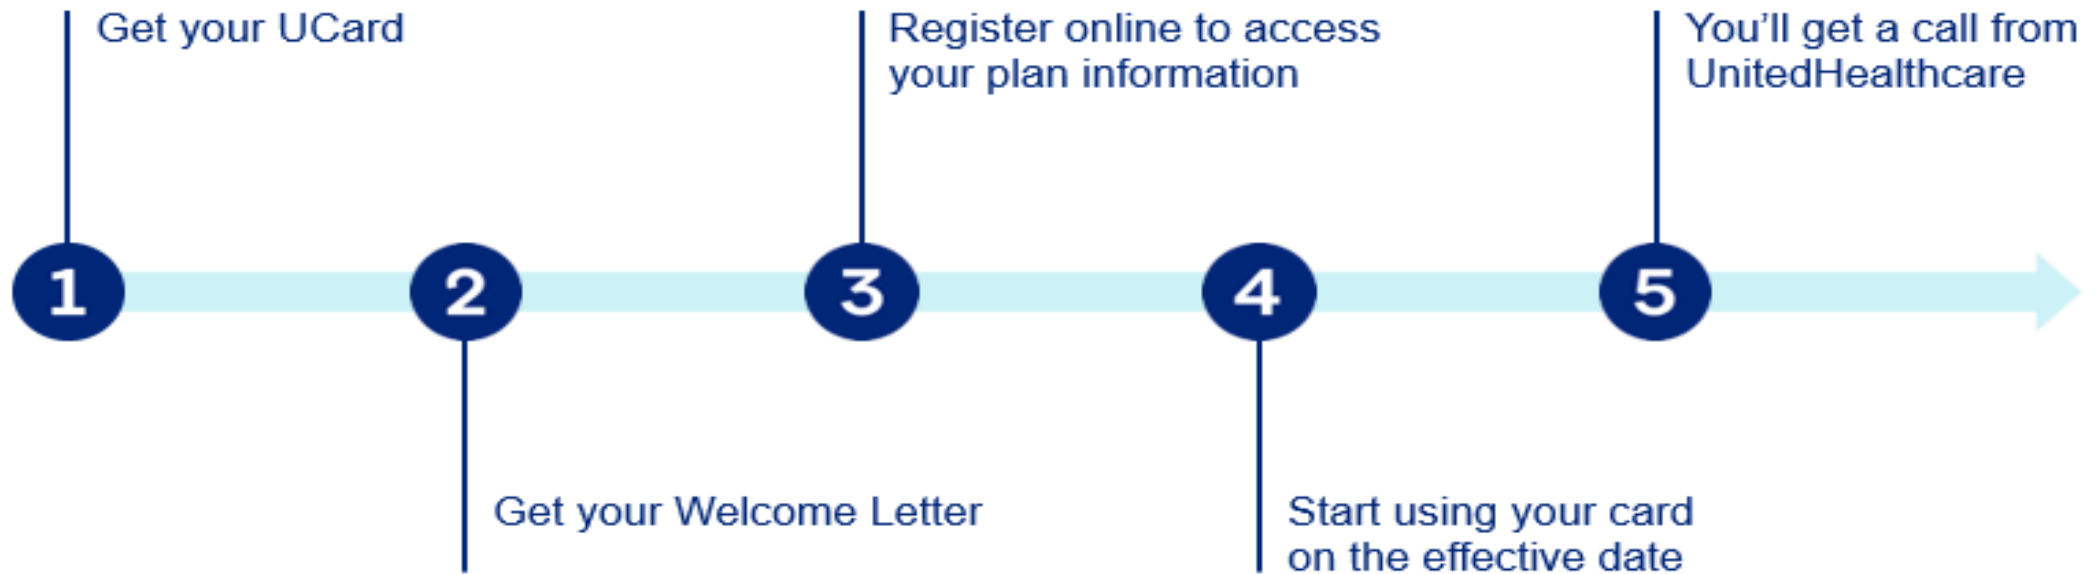 1
Get your UCard
2
Get your Welcome Letter
3
Register online to access
your plan information
4
Start using your card
on the effective date
5
You’ll get a call from
UnitedHealthcare